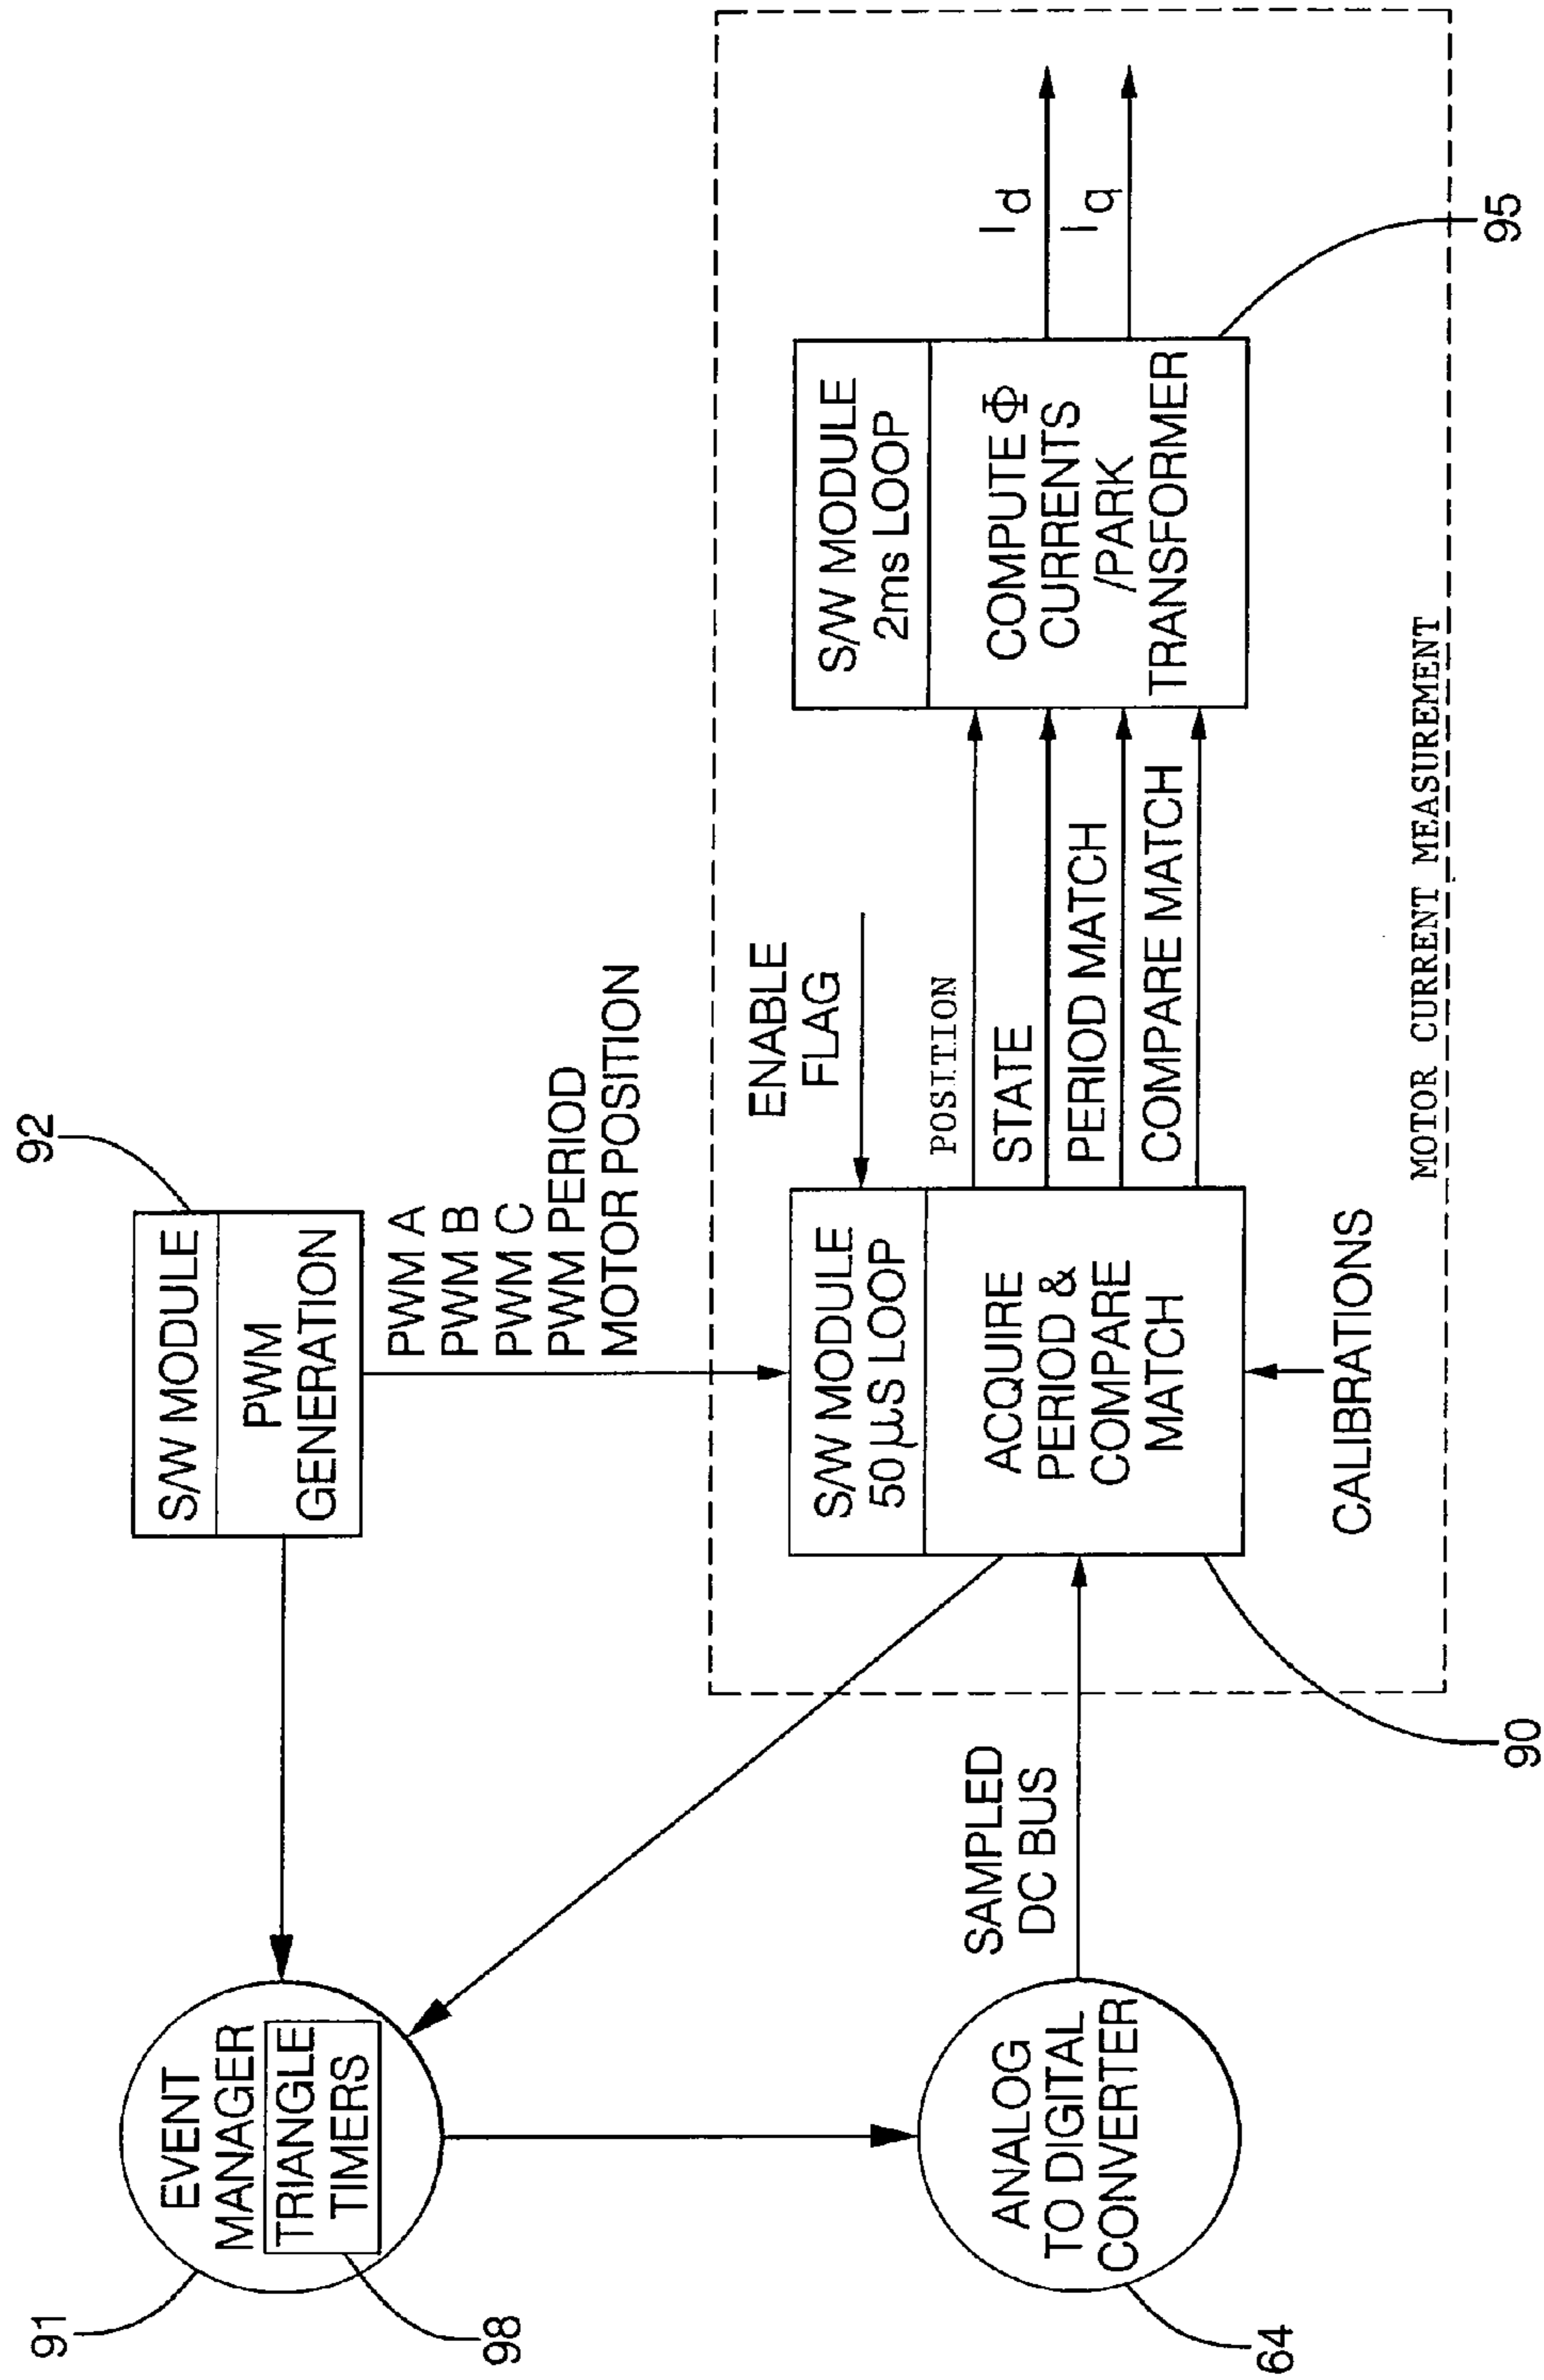 91
EVENT
MANAGER
TRIANGLE
TIMERS
98
92
S/W MODULE
PWM
GENERATION
PWM A
PWM B
PWM C
PWM PERIOD
MOTOR POSITION
ANALOG
TO DIGITAL
CONVERTER
64
SAMPLED
DC BUS
S/W MODULE
50 μS LOOP
ACQUIRE
PERIOD &
COMPARE
MATCH
90
CALIBRATIONS
ENABLE
FLAG
POSITION
STATE
PERIOD MATCH
COMPARE MATCH
S/W MODULE
2ms LOOP
COMPUTE Φ
CURRENTS
/PARK
TRANSFORMER
95
I d
I q
MOTOR CURRENT MEASUREMENT